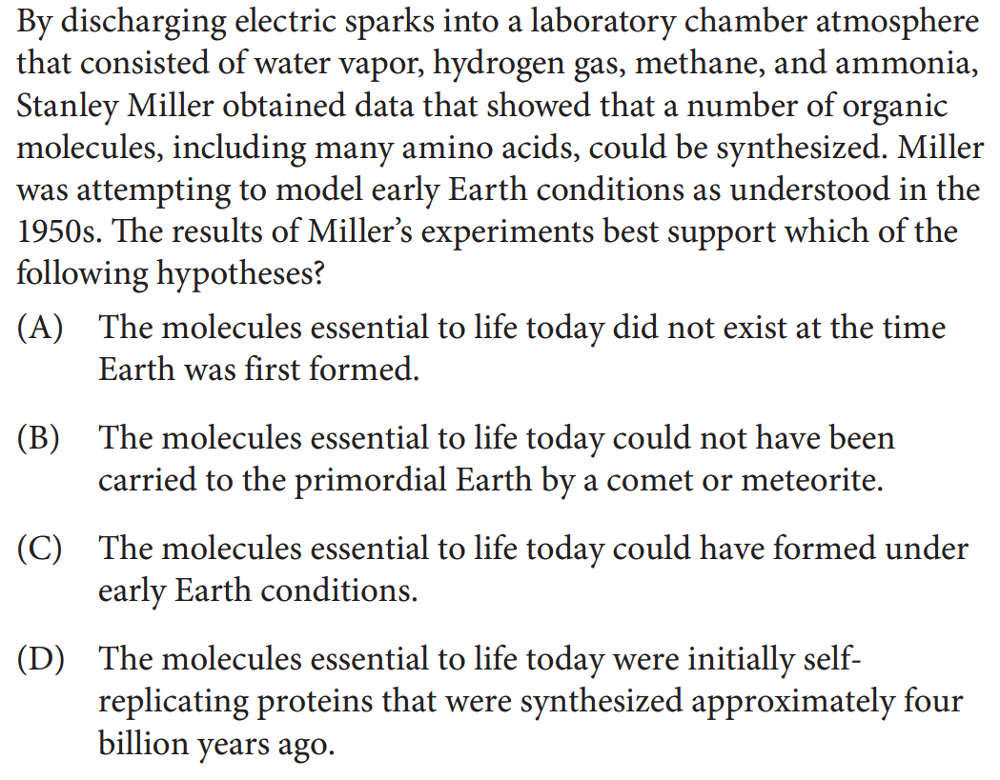 By discharging electric sparks into a laboratory chamber atmosphere
that consisted of water vapor, hydrogen gas, methane, and ammonia,
Stanley Miller obtained data that showed that a number of organic
molecules, including many amino acids, could be synthesized. Miller
was attempting to model early Earth conditions as understood in the
1950s. The results of Miller’s experiments best support which of the
following hypotheses?
(A) The molecules essential to life today did not exist at the time
Earth was first formed.
(B) The molecules essential to life today could not have been
carried to the primordial Earth by a comet or meteorite.
(C) The molecules essential to life today could have formed under
early Earth conditions.
(D) The molecules essential to life today were initially self-
replicating proteins that were synthesized approximately four
billion years ago.